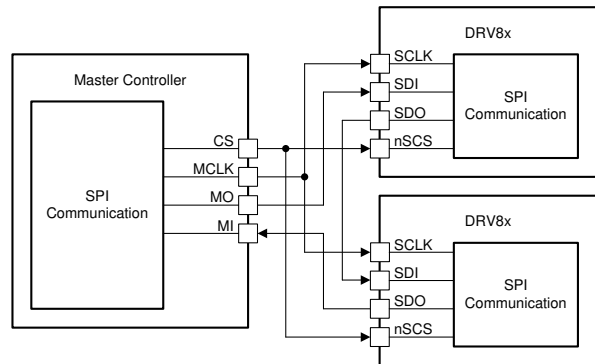 DRV8x
SCLK
SDI
SDO
nSCS
SPI
Communication
Master Controller
CS
MCLK
MO
MI
SPI
Communication
DRV8x
SCLK
SDI
SDO
nSCS
SPI
Communication